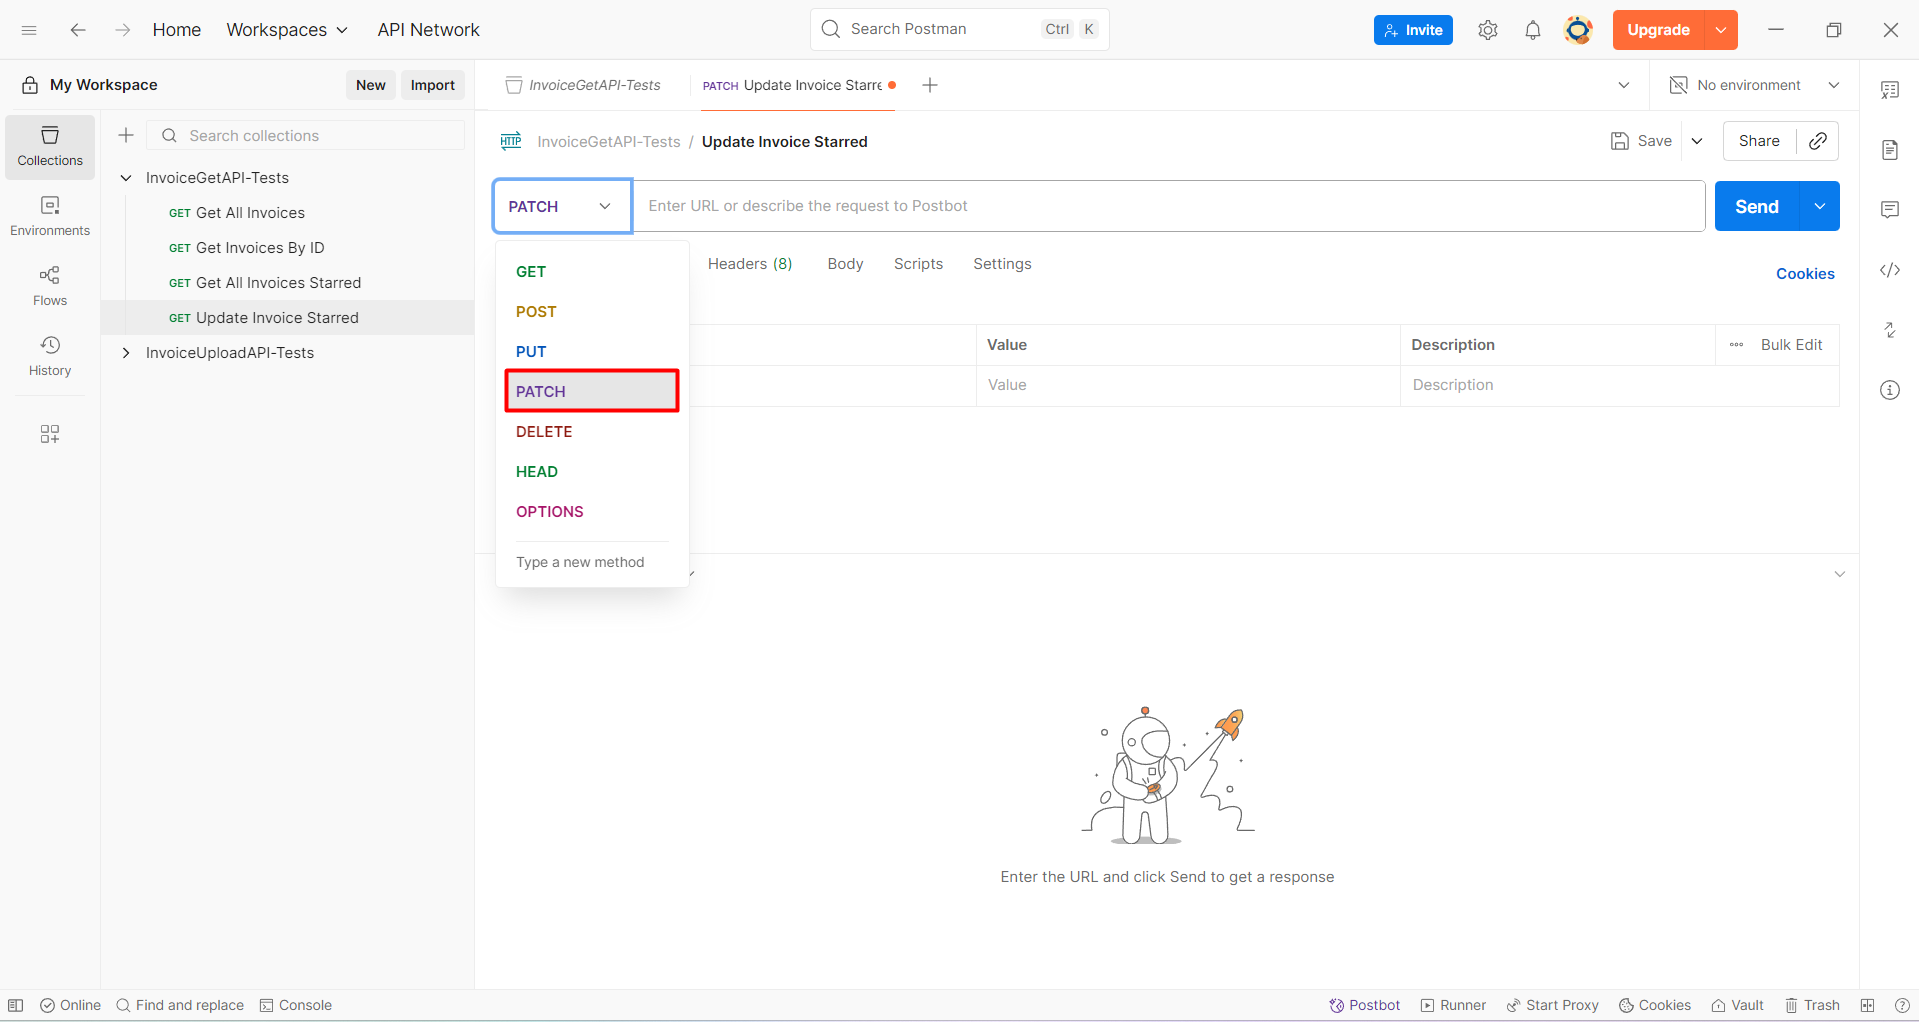 Home Workspaces API Network Search Postman Ctrl K Invite Upgrade
My Workspace New Import InvoiceGetAPI-Tests PATCH Update Invoice Starre No environment
Search collections
HTTP InvoiceGetAPI-Tests / Update Invoice Starred Save Share
Collections
Environments
Flows
History
InvoiceGetAPI-Tests
GET Get All Invoices
GET Get Invoices By ID
GET Get All Invoices Starred
GET Update Invoice Starred
InvoiceUploadAPI-Tests
PATCH Enter URL or describe the request to Postbot Send
Headers (8) Body Scripts Settings Cookies
GET
POST
PUT
PATCH
DELETE
HEAD
OPTIONS
Type a new method
Value Description Bulk Edit
Value Description
Enter the URL and click Send to get a response
Online Find and replace Console Postbot Runner Start Proxy Cookies Vault Trash